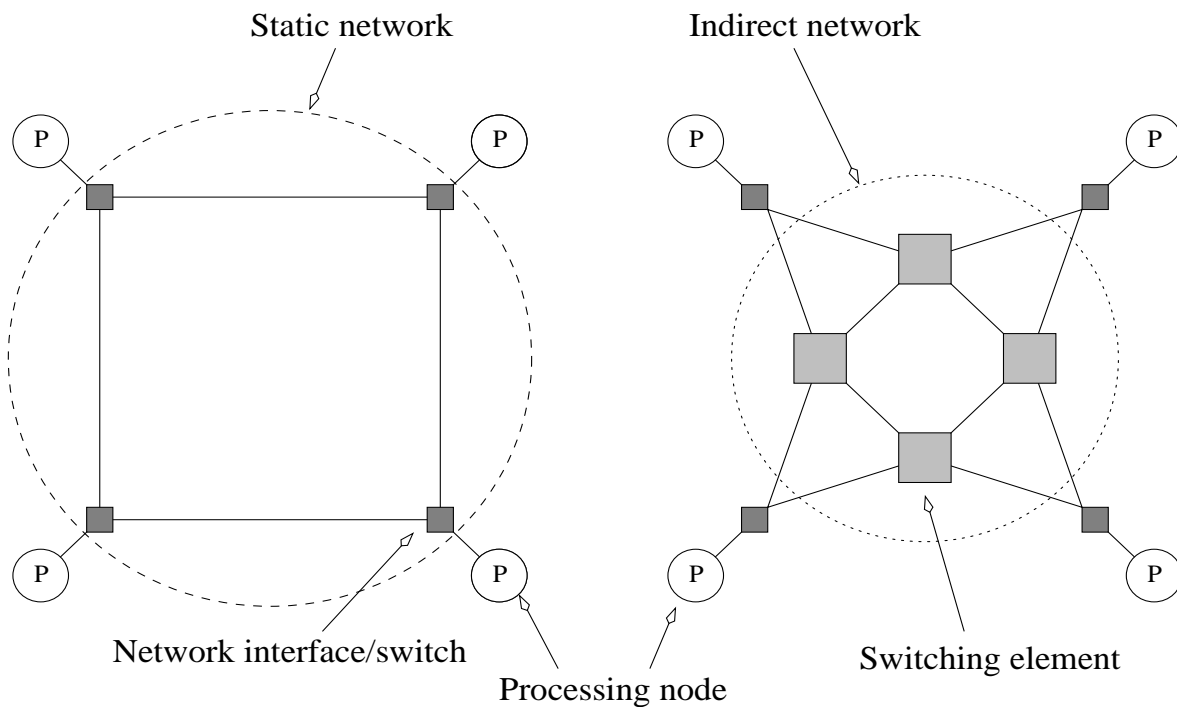 Static network
Indirect network
P
P
P
P
P
P
P
P
Network interface/switch
Switching element
Processing node